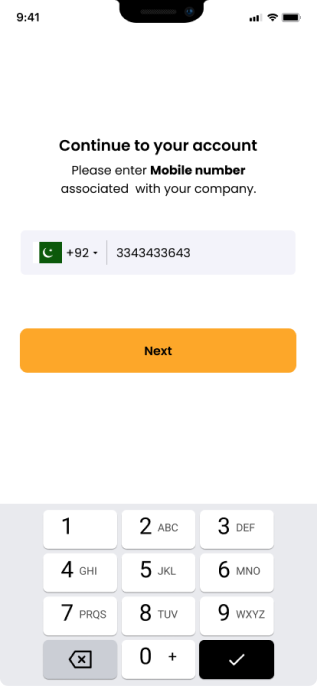 9:41
Continue to your account
Please enter Mobile number
associated with your company.
+92 3343433643
Next
1 2 ABC 3 DEF
4 GHI 5 JKL 6 MNO
7 PRQS 8 TUV 9 WXYZ
0 +